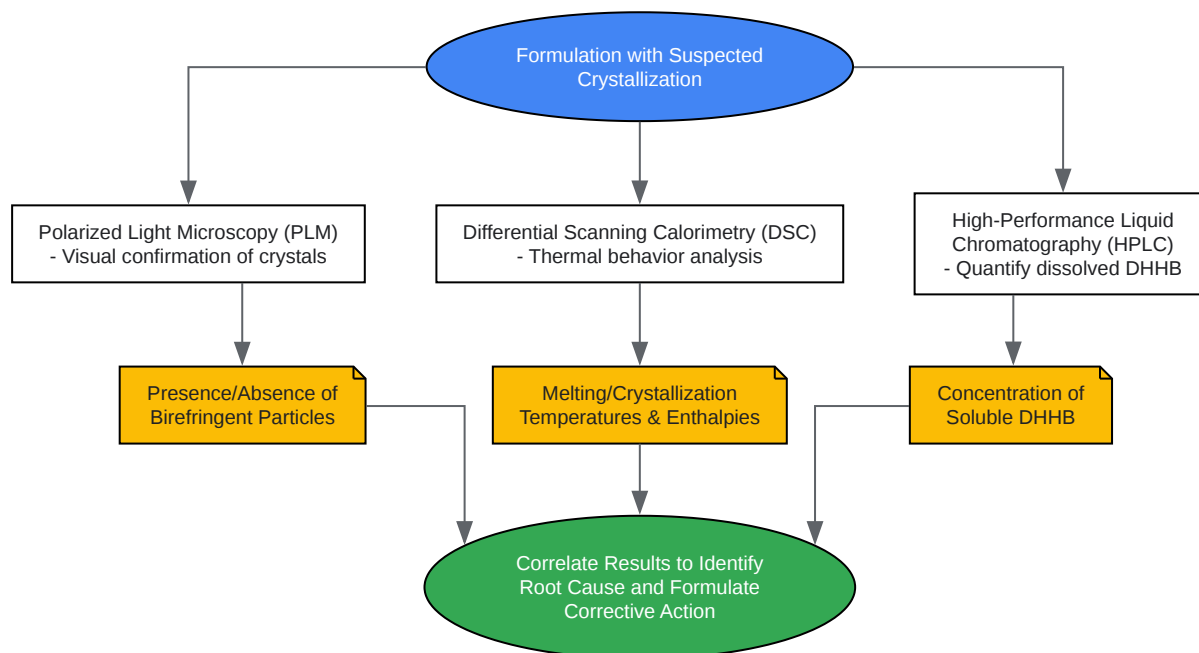 Formulation with Suspected
Crystallization
Polarized Light Microscopy (PLM)
- Visual confirmation of crystals
Differential Scanning Calorimetry (DSC)
- Thermal behavior analysis
High-Performance Liquid
Chromatography (HPLC)
- Quantify dissolved DHHB
Presence/Absence of
Birefringent Particles
Melting/Crystallization
Temperatures & Enthalpies
Concentration of
Soluble DHHB
Correlate Results to Identify
Root Cause and Formulate
Corrective Action